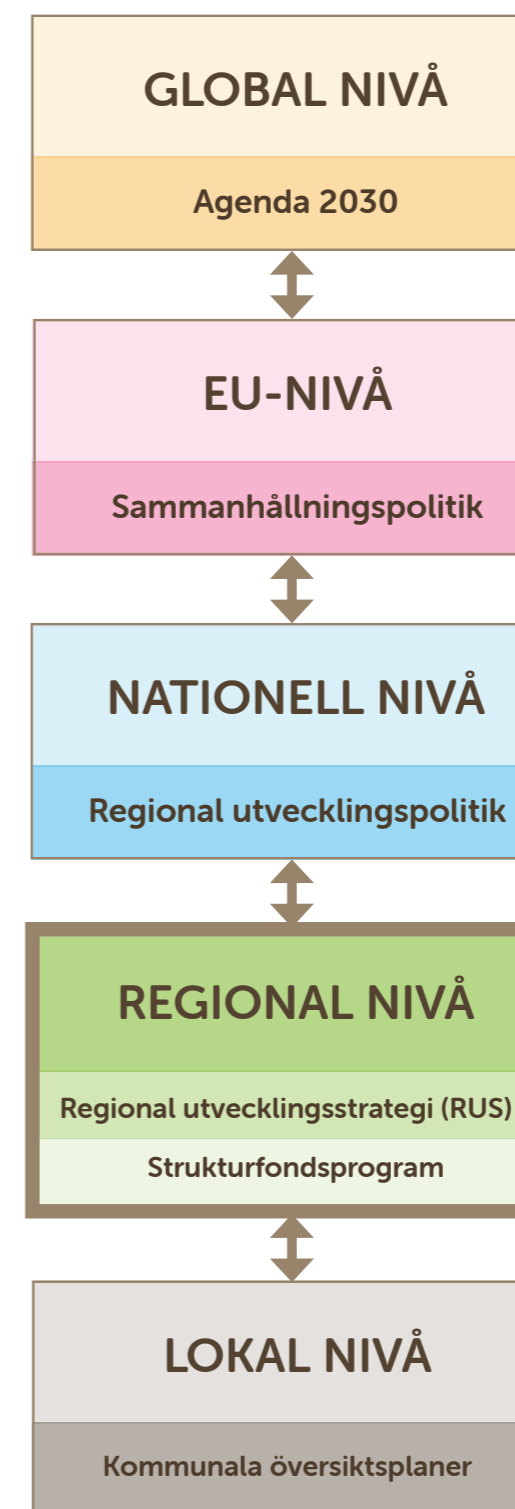 GLOBAL NIVÅ
Agenda 2030
EU-NIVÅ
Sammanhållningspolitik
NATIONELL NIVÅ
Regional utvecklingspolitik
REGIONAL NIVÅ
Regional utvecklingsstrategi (RUS)
Strukturfondsprogram
LOKAL NIVÅ
Kommunala översiktsplaner